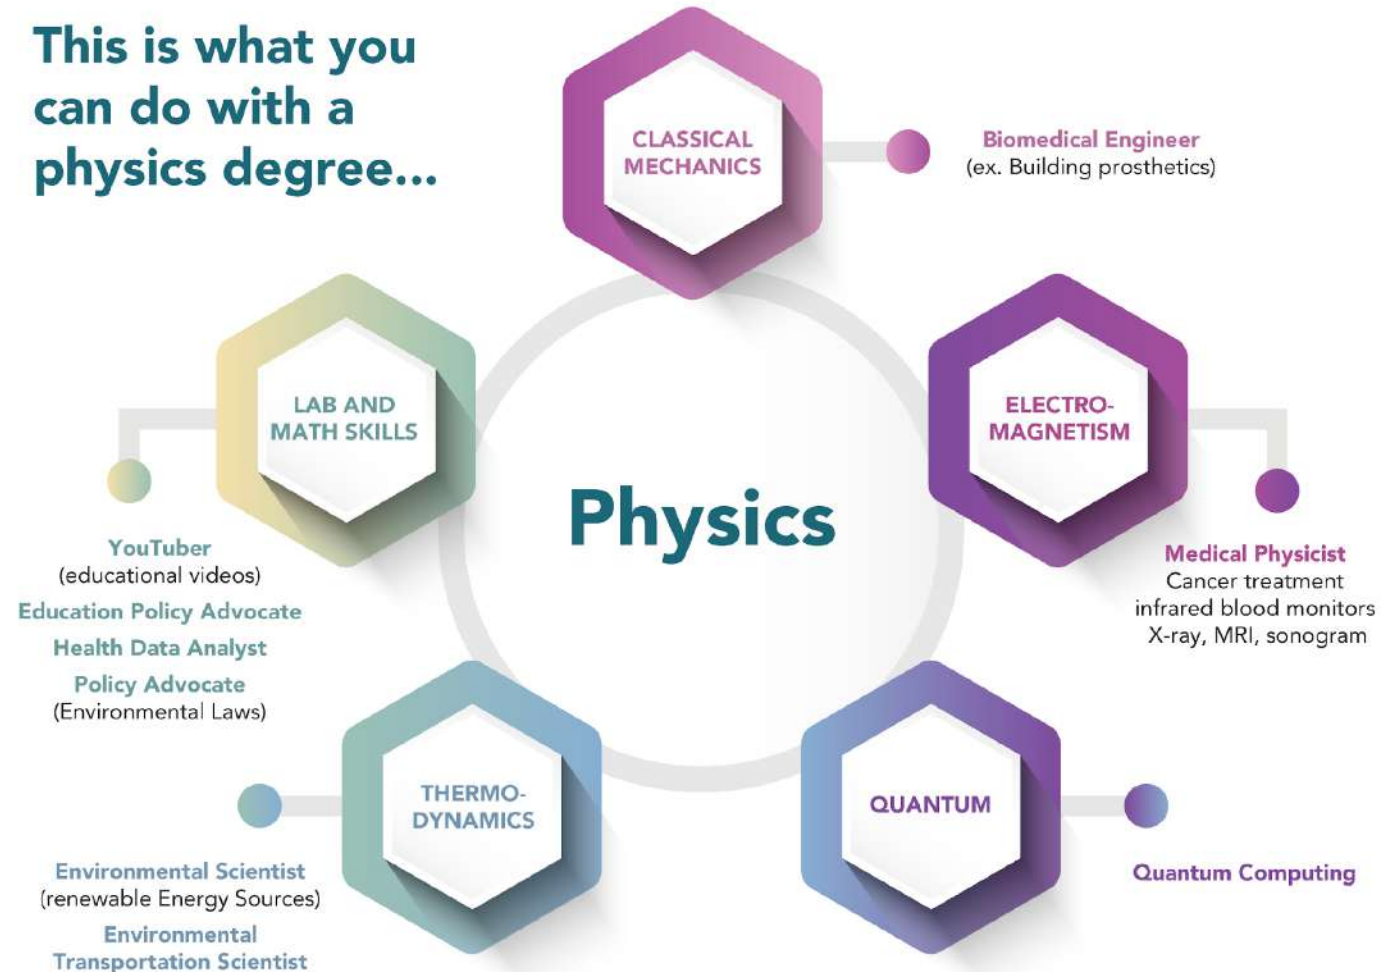 This is what you
can do with a
physics degree...
CLASSICAL
MECHANICS
Biomedical Engineer
(ex. Building prosthetics)
LAB AND
MATH SKILLS
ELECTRO-
MAGNETISM
Physics
YouTuber
(educational videos)
Education Policy Advocate
Health Data Analyst
Policy Advocate
(Environmental Laws)
Medical Physicist
Cancer treatment
infrared blood monitors
X-ray, MRI, sonogram
THERMO-
DYNAMICS
QUANTUM
Environmental Scientist
(renewable Energy Sources)
Environmental
Transportation Scientist
Quantum Computing